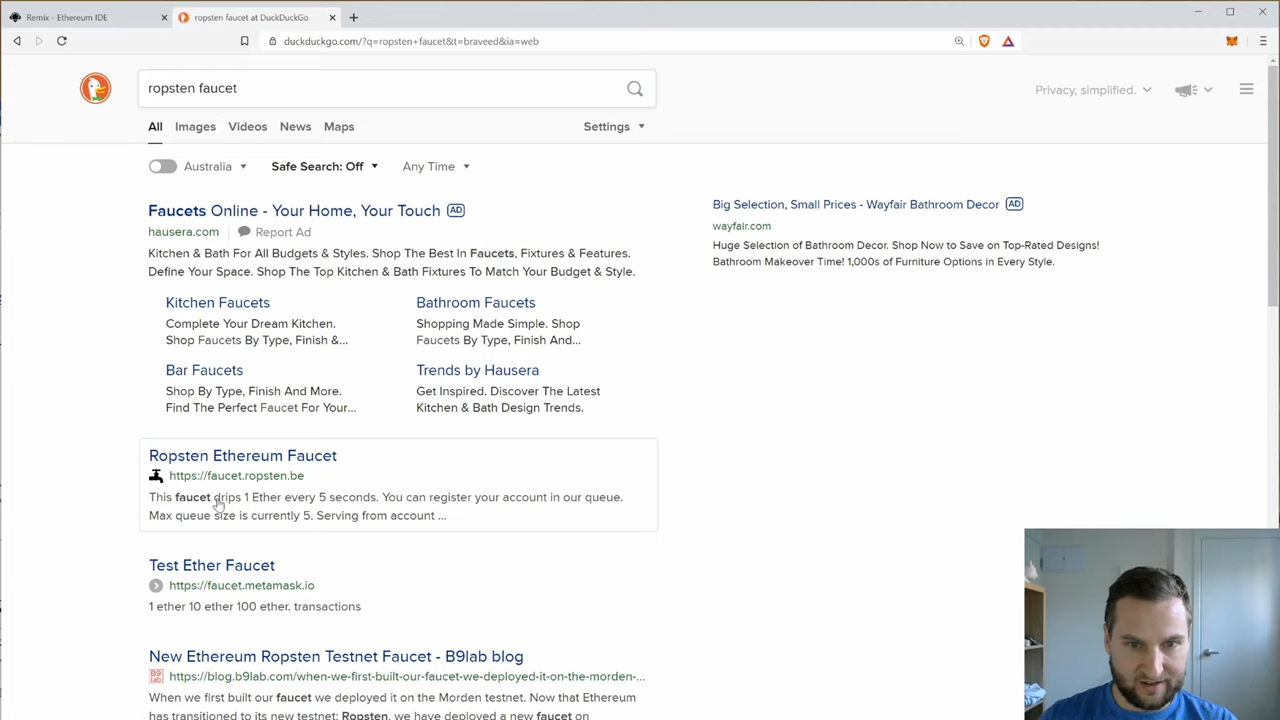 Remix - Ethereum IDE
ropsten faucet at DuckDuckGo
duckduckgo.com/?q=ropsten+faucet&t=braveed&ia=web
ropsten faucet
Privacy, simplified.
All Images Videos News Maps Settings
Australia Safe Search: Off Any Time
Faucets Online - Your Home, Your Touch AD
hausera.com Report Ad
Kitchen & Bath For All Budgets & Styles. Shop The Best In Faucets, Fixtures & Features.
Define Your Space. Shop The Top Kitchen & Bath Fixtures To Match Your Budget & Style.
Kitchen Faucets
Complete Your Dream Kitchen.
Shop Faucets By Type, Finish &...
Bathroom Faucets
Shopping Made Simple. Shop
Faucets By Type, Finish And...
Bar Faucets
Shop By Type, Finish And More.
Find The Perfect Faucet For Your...
Trends by Hausera
Get Inspired. Discover The Latest
Kitchen & Bath Design Trends.
Big Selection, Small Prices - Wayfair Bathroom Decor AD
wayfair.com
Huge Selection of Bathroom Decor. Shop Now to Save on Top-Rated Designs!
Bathroom Makeover Time! 1,000s of Furniture Options in Every Style.
Ropsten Ethereum Faucet
https://faucet.ropsten.be
This faucet drips 1 Ether every 5 seconds. You can register your account in our queue.
Max queue size is currently 5. Serving from account ...
Test Ether Faucet
https://faucet.metamask.io
1 ether 10 ether 100 ether. transactions
New Ethereum Ropsten Testnet Faucet - B9lab blog
B9
lab
https://blog.b9lab.com/when-we-first-built-our-faucet-we-deployed-it-on-the-morden-...
When we first built our faucet we deployed it on the Morden testnet. Now that Ethereum
has transitioned to its new testnet: Ropsten, we have deployed a new faucet on